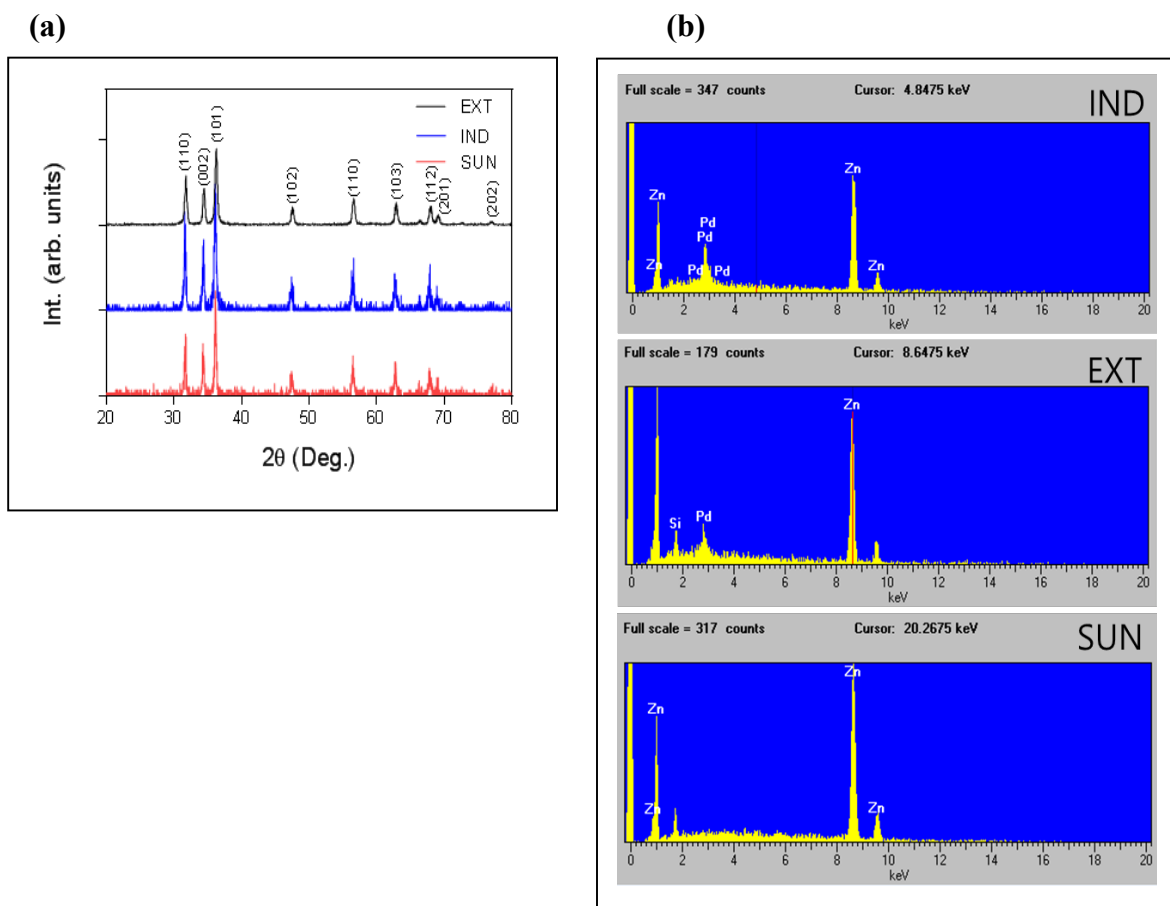 (a)
(b)
EXT
IND
SUN
(110)
(002)
(101)
(102)
(110)
(103)
(112)
(201)
(202)
Int. (arb. units)
20 30 40 50 60 70 80
2θ (Deg.)
Full scale = 347 counts Cursor: 4.8475 keV
IND
Zn
Zn
Pd
Pd
Pd
Pd
Zn
Zn
0 2 4 6 8 10 12 14 16 18 20
keV
Full scale = 179 counts Cursor: 8.6475 keV
EXT
Si
Pd
Zn
0 2 4 6 8 10 12 14 16 18 20
keV
Full scale = 317 counts Cursor: 20.2675 keV
SUN
Zn
Zn
Zn
Zn
0 2 4 6 8 10 12 14 16 18 20
keV